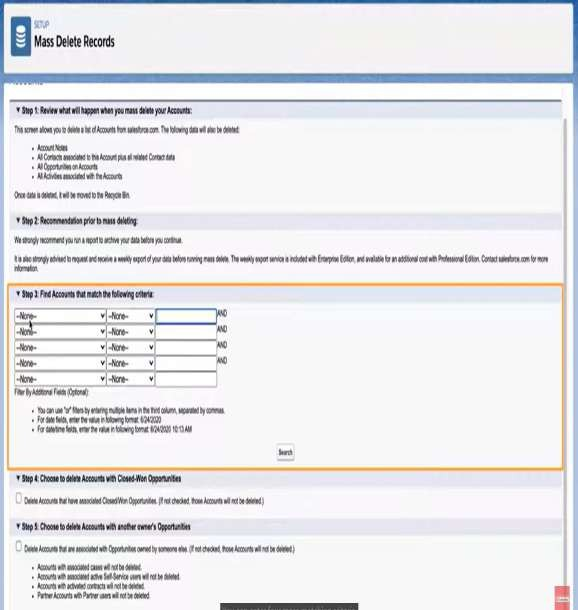 SETUP
Mass Delete Records
▼ Step 1: Review what will happen when you mass delete your Accounts:
This screen allows you to delete a list of Accounts from salesforce.com. The following data will also be deleted:
• Account Notes
• All Contacts associated to this Account plus all related Contact data
• All Opportunities on Accounts
• All Activities associated with the Accounts
Once data is deleted, it will be moved to the Recycle Bin.
▼ Step 2: Recommendation prior to mass deleting:
We strongly recommend you run a report to archive your data before you continue.
It is also strongly advised to request and receive a weekly export of your data before running mass delete. The weekly export service is included with Enterprise Edition, and available for an additional cost with Professional Edition. Contact salesforce.com for more
information.
▼ Step 3: Find Accounts that match the following criteria:
--None-- --None-- AND
--None-- --None-- AND
--None-- --None-- AND
--None-- --None-- AND
--None-- --None--
Filter By Additional Fields (Optional):
• You can use "or" filters by entering multiple items in the third column, separated by commas.
• For date fields, enter the value in following format: 6/24/2020
• For date/time fields, enter the value in following format: 6/24/2020 10:13 AM
Search
▼ Step 4: Choose to delete Accounts with Closed-Won Opportunities
Delete Accounts that have associated Closed/Won Opportunities. (If not checked, those Accounts will not be deleted.)
▼ Step 5: Choose to delete Accounts with another owner's Opportunities
Delete Accounts that are associated with Opportunities owned by someone else. (If not checked, those Accounts will not be deleted.)
• Accounts with associated cases will not be deleted.
• Accounts with associated active Self-Service users will not be deleted.
• Accounts with activated contracts will not be deleted.
• Partner Accounts with Partner users will not be deleted.